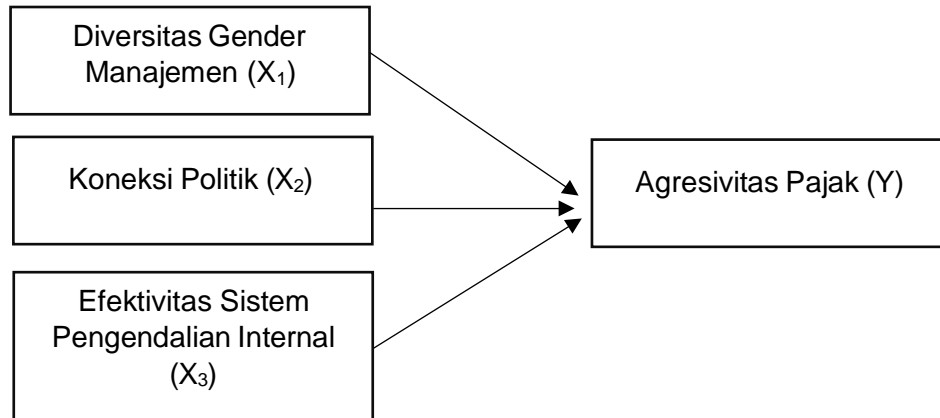 Diversitas Gender
Manajemen (X₁)
Koneksi Politik (X₂)
Agresivitas Pajak (Y)
Efektivitas Sistem
Pengendalian Internal
(X₃)